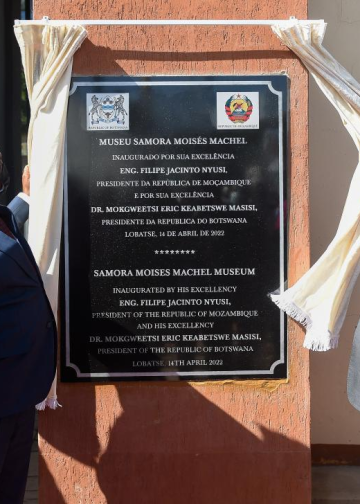 REPUBLIC OF BOTSWANA
MUSEU SAMORA MOISÉS MACHEL
INAUGURADO POR SUA EXCELÊNCIA
ENG. FILIPE JACINTO NYUSI,
PRESIDENTE DA REPÚBLICA DE MOÇAMBIQUE
E POR SUA EXCELÊNCIA
DR. MOKGWEETSI ERIC KEABETSWE MASISI,
PRESIDENTE DA REPÚBLICA DO BOTSWANA
LOBATSE, 14 DE ABRIL DE 2022
********
SAMORA MOISES MACHEL MUSEUM
INAUGURATED BY HIS EXCELLENCY
ENG. FILIPE JACINTO NYUSI,
PRESIDENT OF THE REPUBLIC OF MOZAMBIQUE
AND HIS EXCELLENCY
DR. MOKGWEETSI ERIC KEABETSWE MASISI,
PRESIDENT OF THE REPUBLIC OF BOTSWANA
LOBATSE, 14TH APRIL 2022